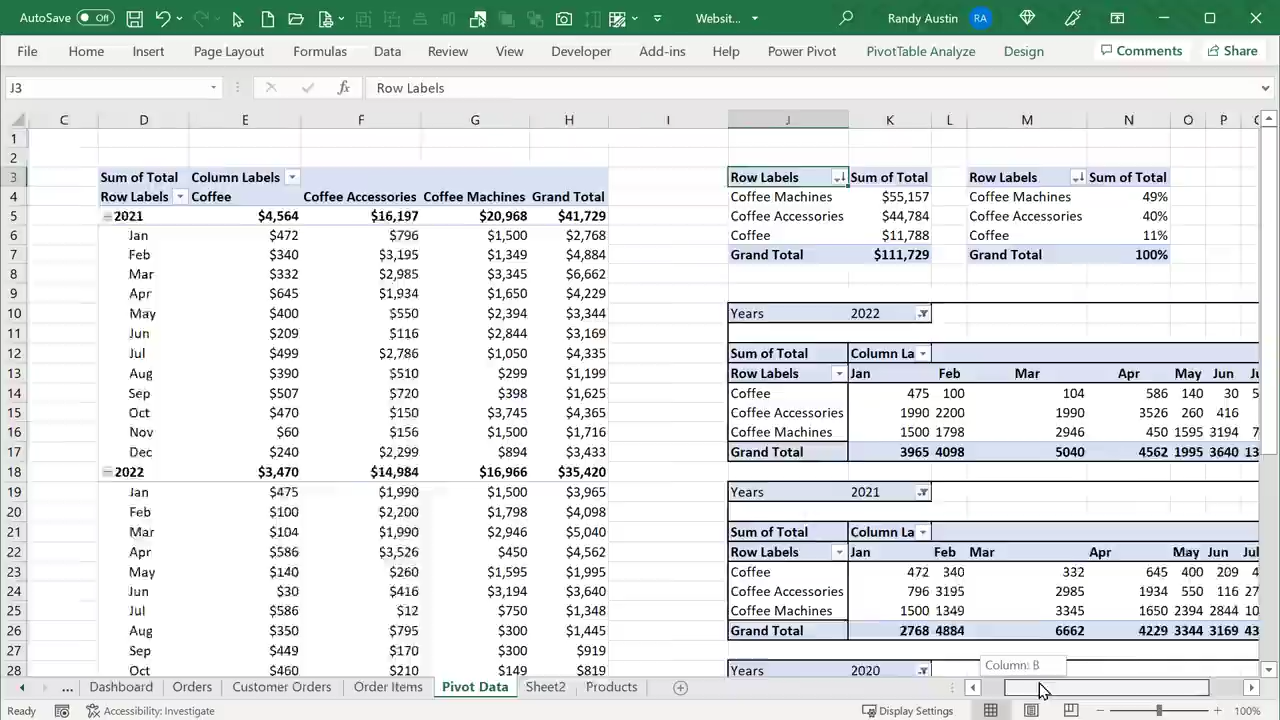 AutoSave Off Websit... Randy Austin RA
File Home Insert Page Layout Formulas Data Review View Developer Add-ins Help Power Pivot PivotTable Analyze Design Comments Share
J3 fx Row Labels
C D E F G H I J K L M N O P
1
2
3 Sum of Total Column Labels Row Labels Sum of Total Row Labels Sum of Total
4 Row Labels Coffee Coffee Accessories Coffee Machines Grand Total Coffee Machines $55,157 Coffee Machines 49%
5 2021 $4,564 $16,197 $20,968 $41,729 Coffee Accessories $44,784 Coffee Accessories 40%
6 Jan $472 $796 $1,500 $2,768 Coffee $11,788 Coffee 11%
7 Feb $340 $3,195 $1,349 $4,884 Grand Total $111,729 Grand Total 100%
8 Mar $332 $2,985 $3,345 $6,662
9 Apr $645 $1,934 $1,650 $4,229
10 May $400 $550 $2,394 $3,344 Years 2022
11 Jun $209 $116 $2,844 $3,169
12 Jul $499 $2,786 $1,050 $4,335 Sum of Total Column La
13 Aug $390 $510 $299 $1,199 Row Labels Jan Feb Mar Apr May Jun
14 Sep $507 $720 $398 $1,625 Coffee 475 100 104 586 140 30 5
15 Oct $470 $150 $3,745 $4,365 Coffee Accessories 1990 2200 1990 3526 260 416
16 Nov $60 $156 $1,500 $1,716 Coffee Machines 1500 1798 2946 450 1595 3194 7
17 Dec $240 $2,299 $894 $3,433 Grand Total 3965 4098 5040 4562 1995 3640 13
18 2022 $3,470 $14,984 $16,966 $35,420
19 Jan $475 $1,990 $1,500 $3,965 Years 2021
20 Feb $100 $2,200 $1,798 $4,098
21 Mar $104 $1,990 $2,946 $5,040 Sum of Total Column La
22 Apr $586 $3,526 $450 $4,562 Row Labels Jan Feb Mar Apr May Jun Jul
23 May $140 $260 $1,595 $1,995 Coffee 472 340 332 645 400 209 4
24 Jun $30 $416 $3,194 $3,640 Coffee Accessories 796 3195 2985 1934 550 116 27
25 Jul $586 $12 $750 $1,348 Coffee Machines 1500 1349 3345 1650 2394 2844 10
26 Aug $350 $795 $300 $1,445 Grand Total 2768 4884 6662 4229 3344 3169 43
27 Sep $449 $170 $300 $919
28 Oct $460 $210 $149 $819 Years 2020
Column: B
... Dashboard Orders Customer Orders Order Items Pivot Data Sheet2 Products
Ready Accessibility: Investigate Display Settings 100%